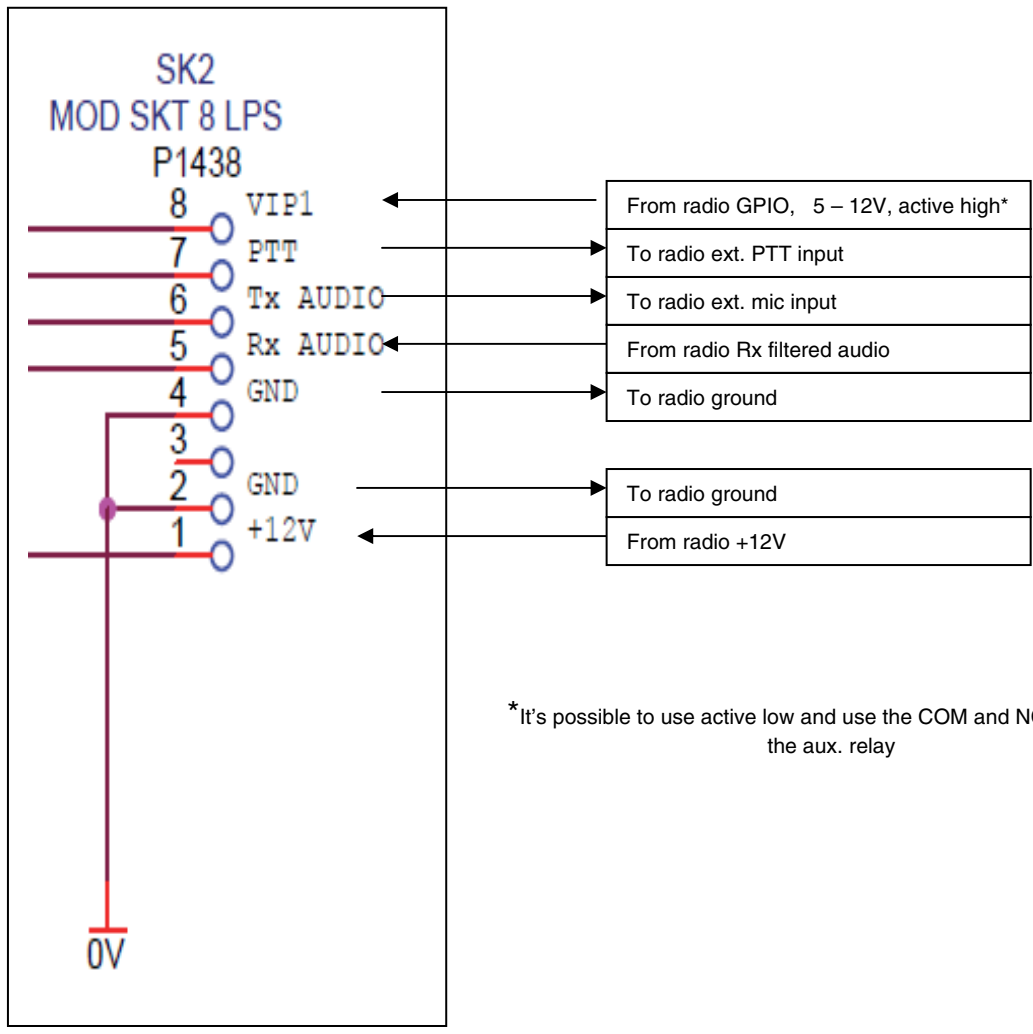 SK2
MOD SKT 8 LPS
P1438
8 VIP1
From radio GPIO, 5 – 12V, active high*
7 PTT
To radio ext. PTT input
6 Tx AUDIO
To radio ext. mic input
5 Rx AUDIO
From radio Rx filtered audio
4 GND
To radio ground
3
2 GND
To radio ground
1 +12V
From radio +12V
*It's possible to use active low and use the COM and
the aux. relay
0V